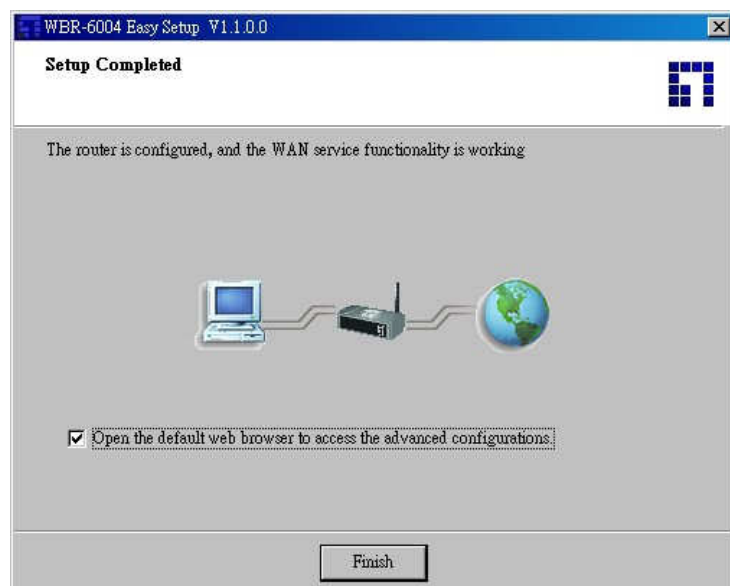 WBR-6004 Easy Setup V1.1.0.0
Setup Completed
The router is configured, and the WAN service functionality is working
Open the default web browser to access the advanced configurations.
Finish